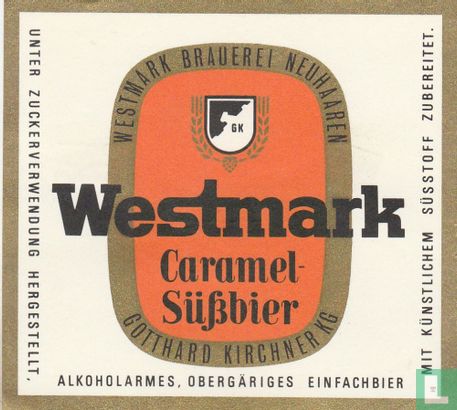 WESTMARK BRAUEREI NEUHAAREN
GK
Westmark
Caramel-
Süßbier
GOTTHARD KIRCHNER KG
UNTER ZUCKERVERWENDUNG HERGESTELLT,
ALKOHOLARMES, OBERGÄRIGES EINFACHBIER
MIT KÜNSTLICHEM SÜSSTOFF ZUBEREITET.